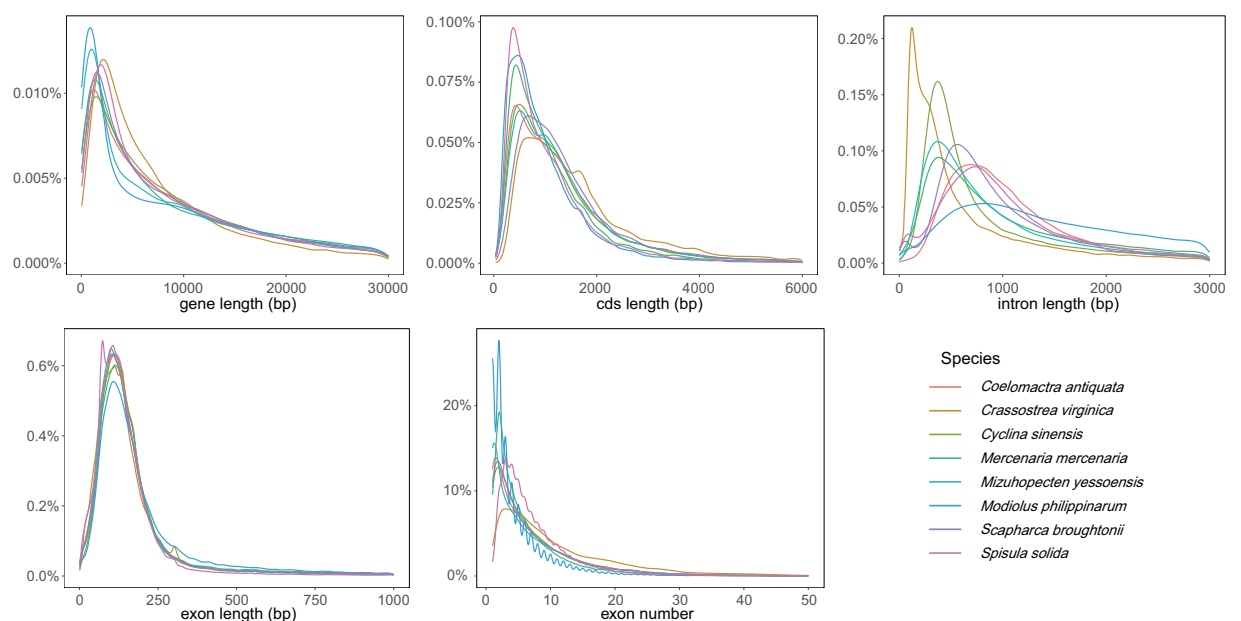 0.010%
0.005%
0.000%
0 10000 20000 30000
gene length (bp)
0.100%
0.075%
0.050%
0.025%
0.000%
0 2000 4000 6000
cds length (bp)
0.20%
0.15%
0.10%
0.05%
0.00%
0 1000 2000 3000
intron length (bp)
0.6%
0.4%
0.2%
0.0%
0 250 500 750 1000
exon length (bp)
20%
10%
0%
0 10 20 30 40 50
exon number
Species
Coelomactra antiquata
Crassostrea virginica
Cyclina sinensis
Mercenaria mercenaria
Mizuhopecten yessoensis
Modiolus philippinarum
Scapharca broughtonii
Spisula solida